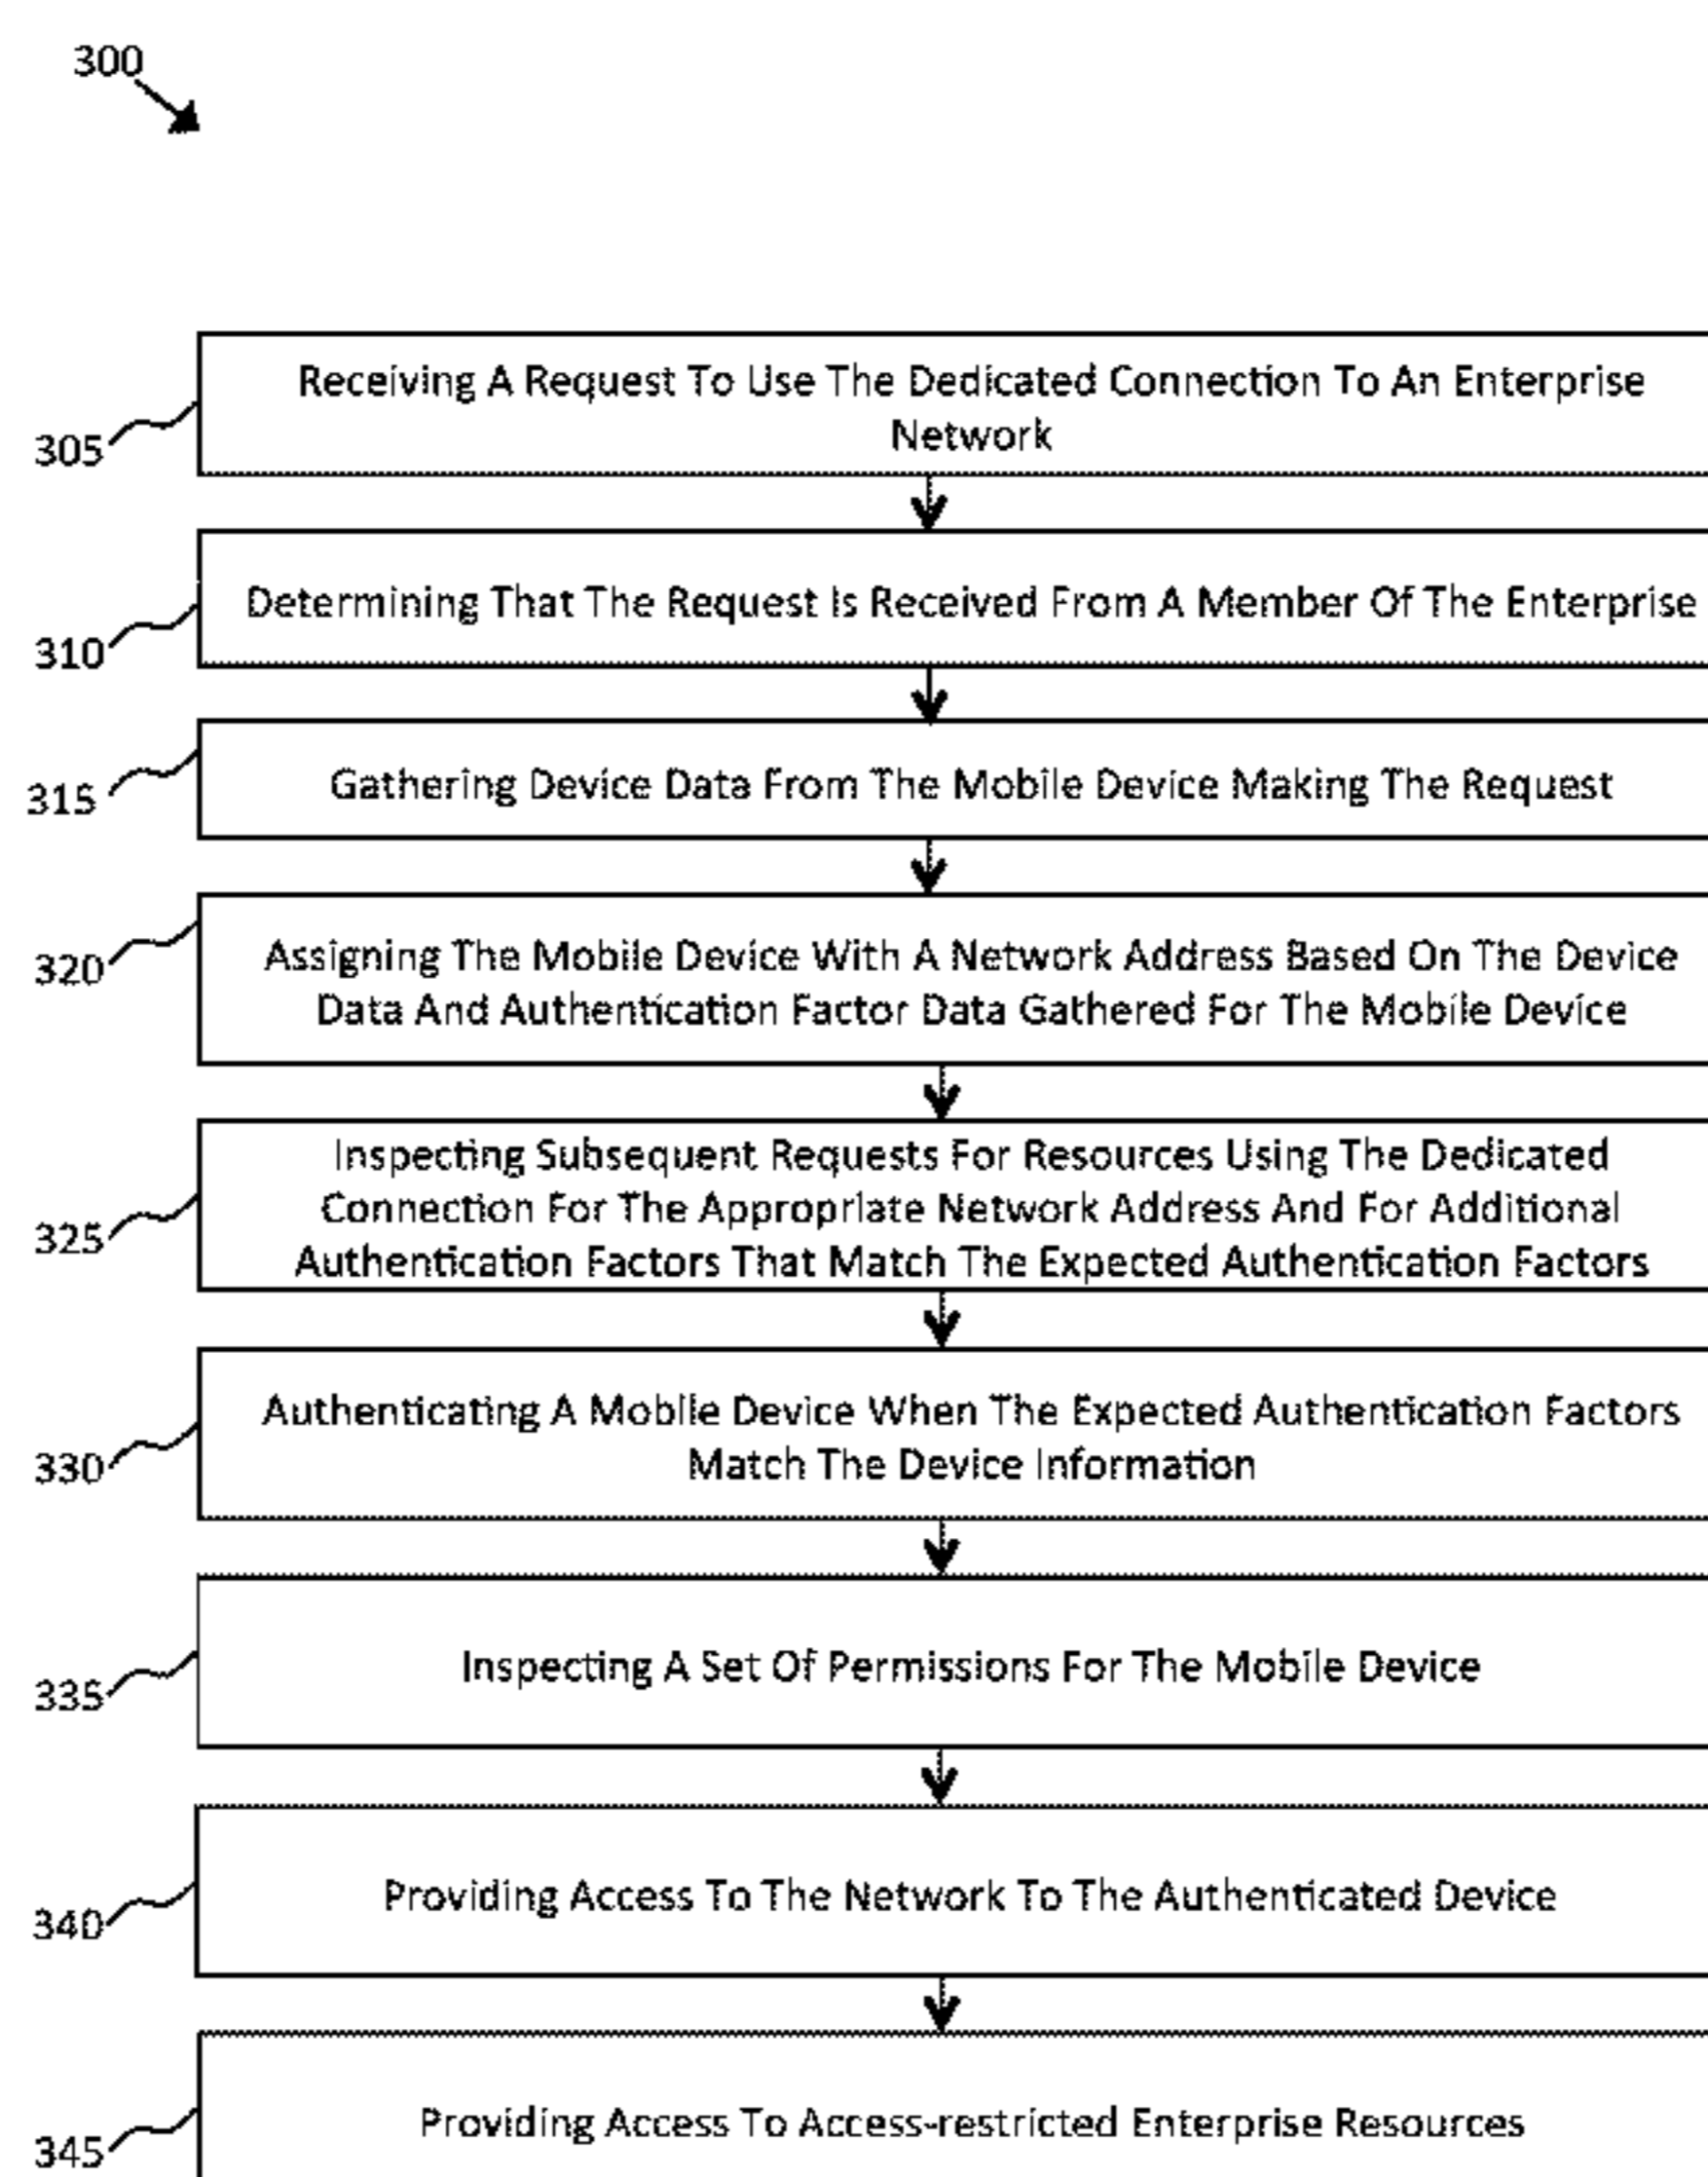 300
Receiving A Request To Use The Dedicated Connection To An Enterprise
Network
305
Determining That The Request Is Received From A Member Of The Enterprise
310
Gathering Device Data From The Mobile Device Making The Request
315
Assigning The Mobile Device With A Network Address Based On The Device
Data And Authentication Factor Data Gathered For The Mobile Device
320
Inspecting Subsequent Requests For Resources Using The Dedicated
Connection For The Appropriate Network Address And For Additional
Authentication Factors That Match The Expected Authentication Factors
325
Authenticating A Mobile Device When The Expected Authentication Factors
Match The Device Information
330
Inspecting A Set Of Permissions For The Mobile Device
335
Providing Access To The Network To The Authenticated Device
340
Providing Access To Access-restricted Enterprise Resources
345